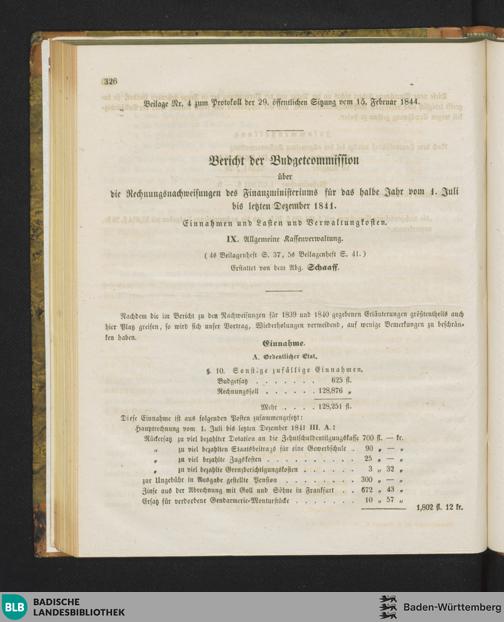 326
Beilage Nr. 4 zum Protokoll der 29. öffentlichen Sitzung vom 15. Februar 1844.
Bericht der Budgetcommission
über
die Rechnungsnachweisungen des Finanzministeriums für das halbe Jahr vom 1. Juli
bis letzten Dezember 1841.
Einnahmen und Lasten und Verwaltungskosten.
IX. Allgemeine Kassenverwaltung.
(4s Beilagenheft S. 37, 5s Beilagenheft S. 41.)
Erstattet von dem Abg. Schaaff.
Nachdem die im Bericht zu den Nachweisungen für 1839 und 1840 gegebenen Erläuterungen größtentheils auch
hier Platz greifen, so wird sich unser Vortrag, Wiederholungen vermeidend, auf wenige Bemerkungen zu beschrän-
ken haben.
Einnahme.
A. Ordentlicher Etat.
§. 10. Sonstige zufällige Einnahmen.
Budgetsatz . . . . . . . 625 fl.
Rechnungssoll . . . . . . 128,876 „
Mehr . . . . 128,251 fl.
Diese Einnahme ist aus folgenden Posten zusammengesetzt:
Hauptrechnung vom 1. Juli bis letzten Dezember 1841 III. A.:
Rückersatz zu viel bezahlter Dotation an die Zehntschuldentilgungskasse 700 fl. — kr.
„ zu viel bezahlten Staatsbeitrags für eine Gewerbschule . 90 „ — „
„ zu viel bezahlte Zugskosten . . . . . . . . . . 25 „ — „
„ zu viel bezahlte Grenzberichtigungskosten . . . . . . 3 „ 32 „
zur Ungebühr in Ausgabe gestellte Pension . . . . . . . . 300 „ — „
Zinse aus der Abrechnung mit Goll und Söhne in Frankfurt . . 672 „ 43 „
Ersatz für verdorbene Gendarmerie-Monturstücke . . . . . . . 10 „ 57 „
1,802 fl. 12 kr.
BLB BADISCHE
LANDESBIBLIOTHEK
Baden-Württemberg